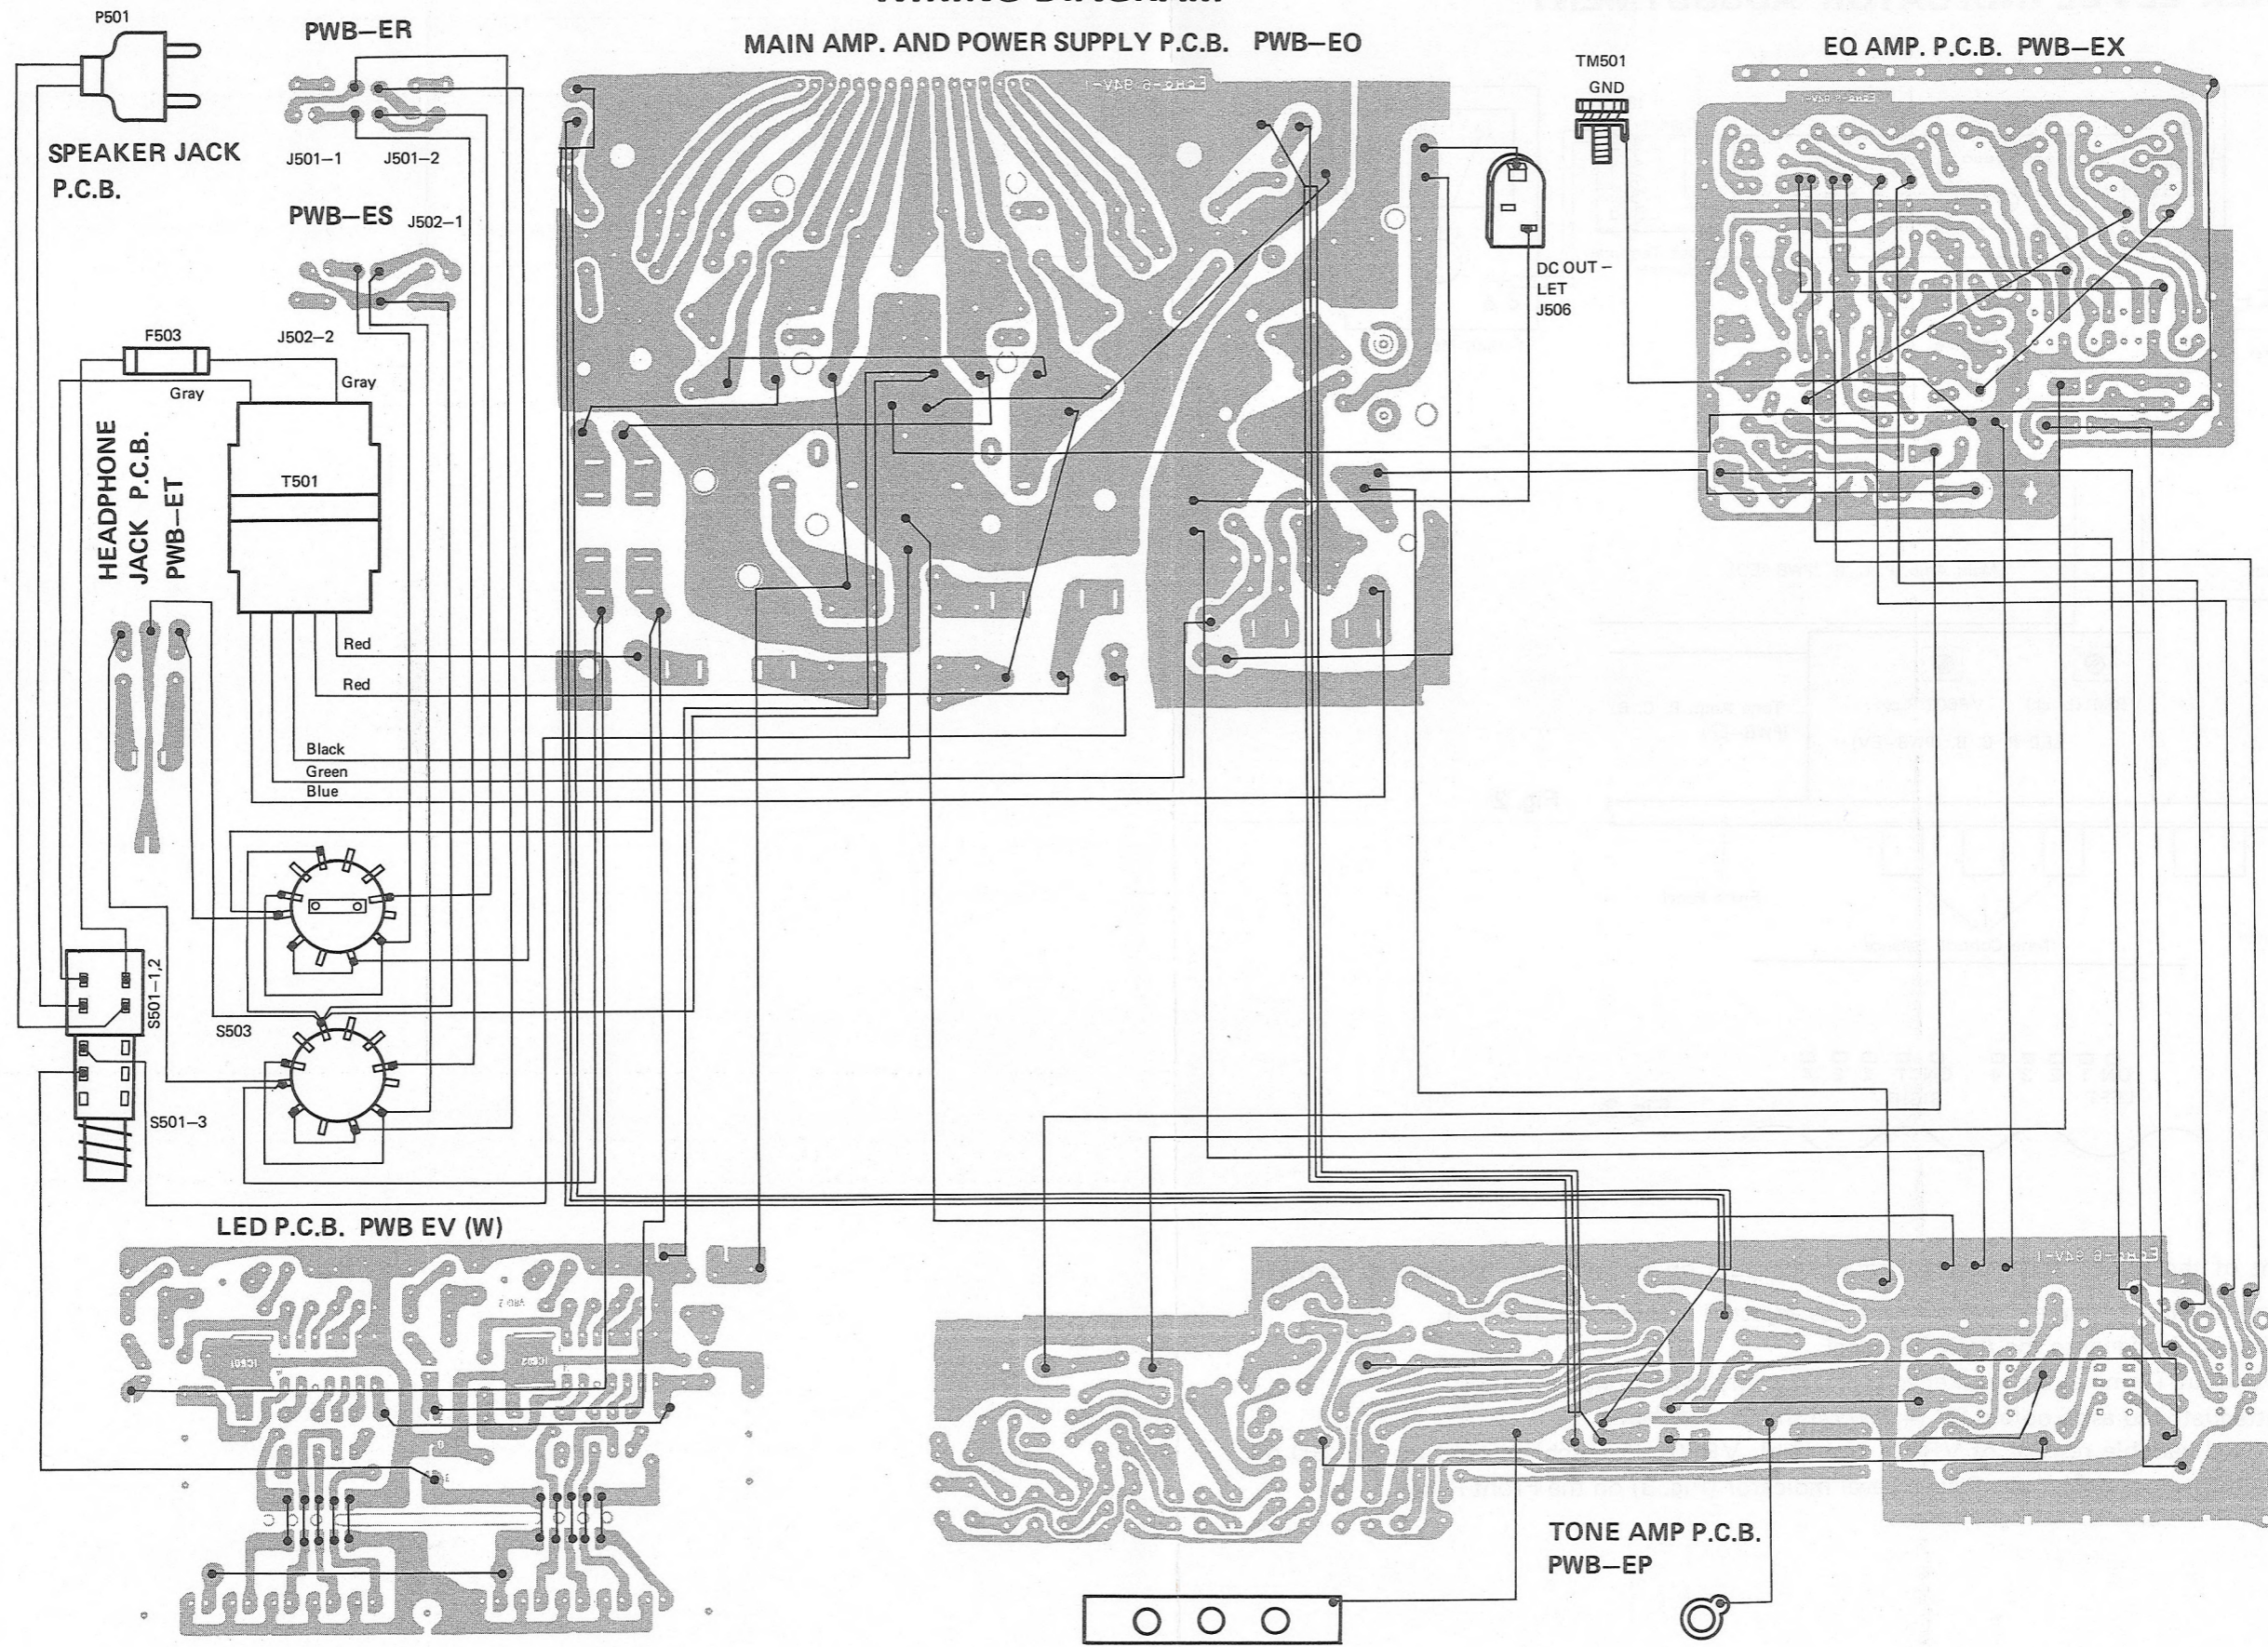 WIRING DIAGRAM
P501
PWB–ER
MAIN AMP. AND POWER SUPPLY P.C.B. PWB–EO
EQ AMP. P.C.B. PWB–EX
TM501
GND
SPEAKER JACK
P.C.B.
J501–1
J501–2
PWB–ES
J502–1
DC OUT –
LET
J506
F503
J502–2
Gray
Gray
HEADPHONE
JACK P.C.B.
PWB–ET
T501
Red
Red
Black
Green
Blue
S501–1,2
S503
S501–3
LED P.C.B. PWB EV (W)
TONE AMP P.C.B.
PWB–EP